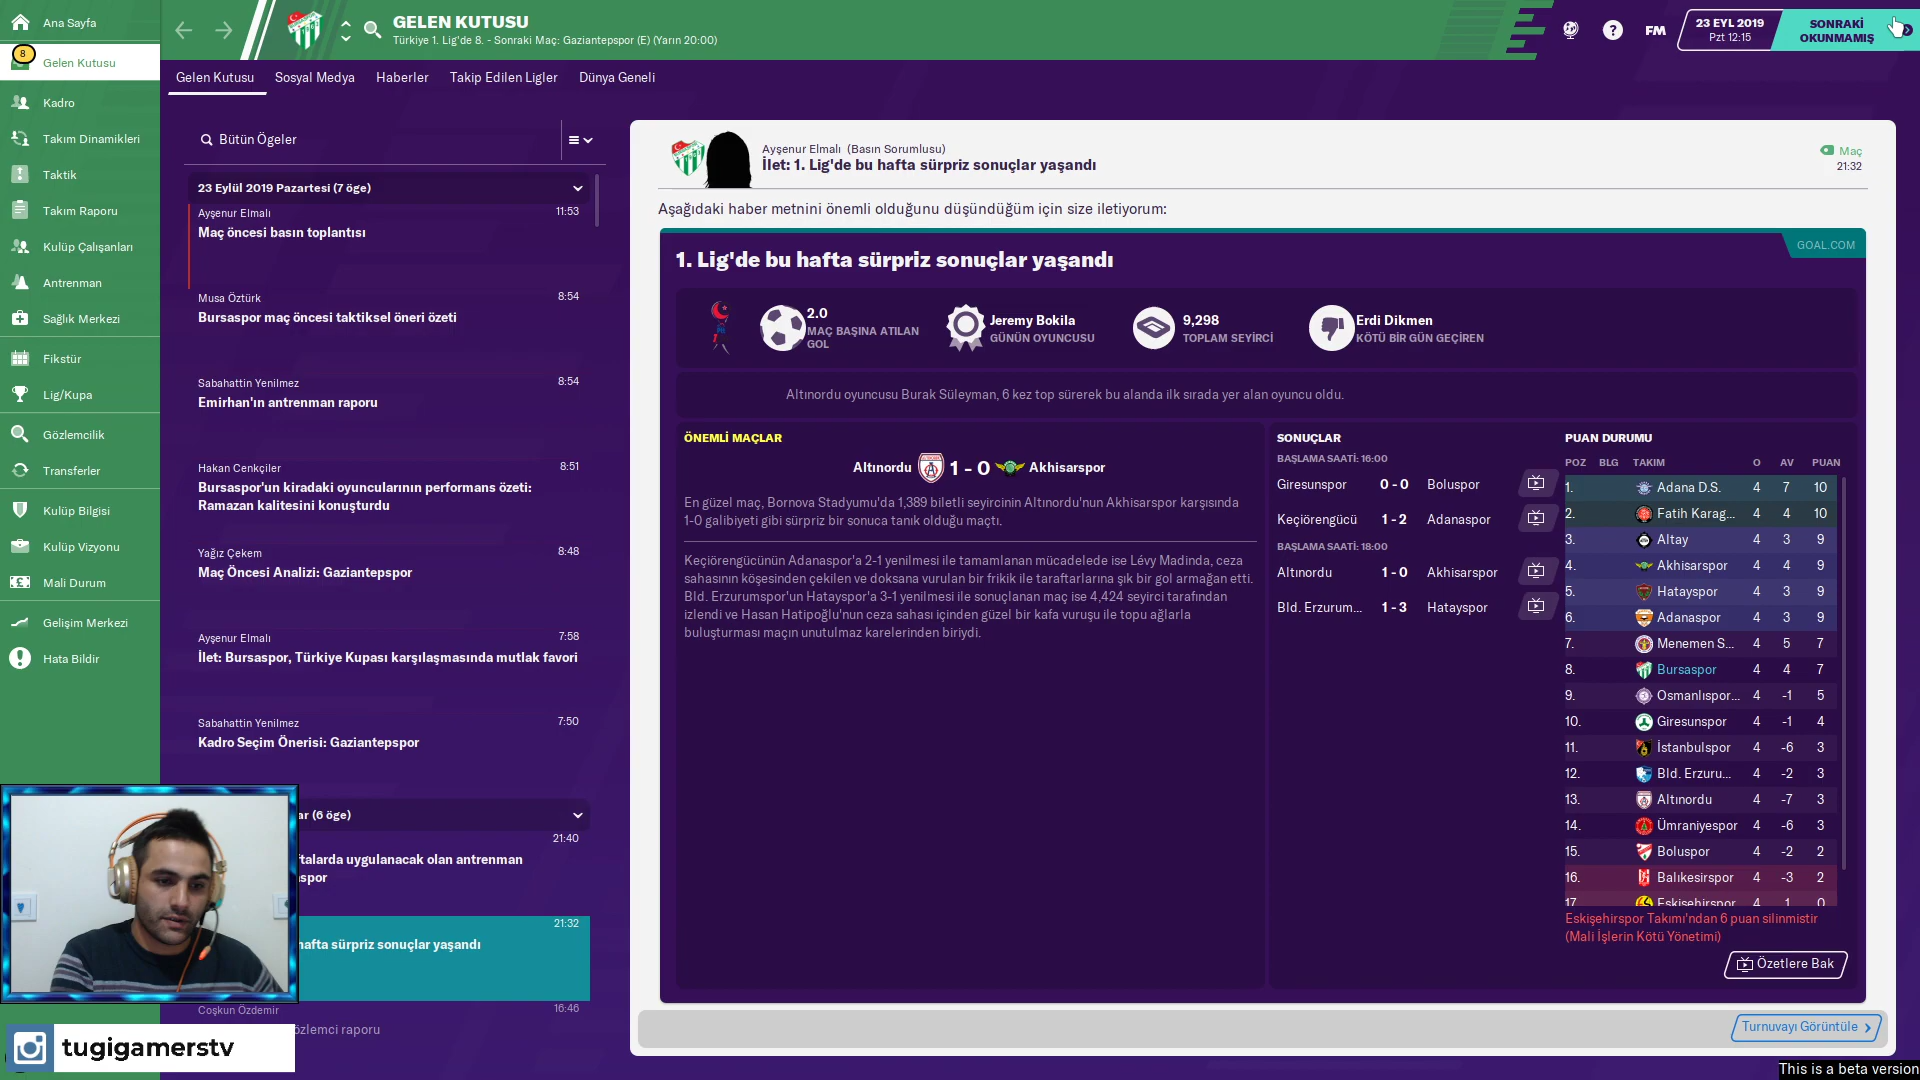 Ana Sayfa
8
Gelen Kutusu
Kadro
Takım Dinamikleri
Taktik
Takım Raporu
Kulüp Çalışanları
Antrenman
Sağlık Merkezi
Fikstür
Lig/Kupa
Gözlemcilik
Transferler
Kulüp Bilgisi
Kulüp Vizyonu
Mali Durum
Gelişim Merkezi
Hata Bildir
GELEN KUTUSU
Türkiye 1. Lig'de 8. - Sonraki Maç: Gaziantepspor (E) (Yarın 20:00)
FM
23 EYL 2019
Pzt 12:15
SONRAKİ
OKUNMAMIŞ
Gelen Kutusu Sosyal Medya Haberler Takip Edilen Ligler Dünya Geneli
Bütün Ögeler
23 Eylül 2019 Pazartesi (7 öge)
Ayşenur Elmalı 11:53
Maç öncesi basın toplantısı
Musa Öztürk 8:54
Bursaspor maç öncesi taktiksel öneri özeti
Sabahattin Yenilmez 8:54
Emirhan'ın antrenman raporu
Hakan Cenkçiler 8:51
Bursaspor'un kiradaki oyuncularının performans özeti:
Ramazan kalitesini konuşturdu
Yağız Çekem 8:48
Maç Öncesi Analizi: Gaziantepspor
Ayşenur Elmalı 7:58
İlet: Bursaspor, Türkiye Kupası karşılaşmasında mutlak favori
Sabahattin Yenilmez 7:50
Kadro Seçim Önerisi: Gaziantepspor
ar (6 öge)
21:40
ftalarda uygulanacak olan antrenman
spor
21:32
hafta sürpriz sonuçlar yaşandı
Coşkun Özdemir 16:46
özlemci raporu
tugigamerstv
Ayşenur Elmalı (Basın Sorumlusu)
İlet: 1. Lig'de bu hafta sürpriz sonuçlar yaşandı
Maç
21:32
Aşağıdaki haber metnini önemli olduğunu düşündüğüm için size iletiyorum:
GOAL.COM
1. Lig'de bu hafta sürpriz sonuçlar yaşandı
2.0
MAÇ BAŞINA ATILAN
GOL
Jeremy Bokila
GÜNÜN OYUNCUSU
9,298
TOPLAM SEYİRCİ
Erdi Dikmen
KÖTÜ BİR GÜN GEÇİREN
Altınordu oyuncusu Burak Süleyman, 6 kez top sürerek bu alanda ilk sırada yer alan oyuncu oldu.
ÖNEMLİ MAÇLAR
Altınordu 1 - 0 Akhisarspor
En güzel maç, Bornova Stadyumu'da 1,389 biletli seyircinin Altınordu'nun Akhisarspor karşısında
1-0 galibiyeti gibi sürpriz bir sonuca tanık olduğu maçtı.
Keçiörengücünün Adanaspor'a 2-1 yenilmesi ile tamamlanan mücadelede ise Lévy Madinda, ceza
sahasının köşesinden çekilen ve doksana vurulan bir frikik ile taraftarlarına şık bir gol armağan etti.
Bld. Erzurumspor'un Hatayspor'a 3-1 yenilmesi ile sonuçlanan maç ise 4,424 seyirci tarafından
izlendi ve Hasan Hatipoğlu'nun ceza sahası içinden güzel bir kafa vuruşu ile topu ağlarla
buluşturması maçın unutulmaz karelerinden biriydi.
SONUÇLAR
BAŞLAMA SAATİ: 16:00
Giresunspor 0 - 0 Boluspor
Keçiörengücü 1 - 2 Adanaspor
BAŞLAMA SAATİ: 18:00
Altınordu 1 - 0 Akhisarspor
Bld. Erzurum... 1 - 3 Hatayspor
PUAN DURUMU
POZ BLG TAKIM O AV PUAN
1. Adana D.S. 4 7 10
2. Fatih Karag... 4 4 10
3. Altay 4 3 9
4. Akhisarspor 4 4 9
5. Hatayspor 4 3 9
6. Adanaspor 4 3 9
7. Menemen S... 4 5 7
8. Bursaspor 4 4 7
9. Osmanlıspor... 4 -1 5
10. Giresunspor 4 -1 4
11. İstanbulspor 4 -6 3
12. Bld. Erzuru... 4 -2 3
13. Altınordu 4 -7 3
14. Ümraniyespor 4 -6 3
15. Boluspor 4 -2 2
16. Balıkesirspor 4 -3 2
17. Eskişehirspor 4 1 0
Eskişehirspor Takımı'ndan 6 puan silinmistir
(Mali İşlerin Kötü Yönetimi)
Özetlere Bak
Turnuvayı Görüntüle
This is a beta version